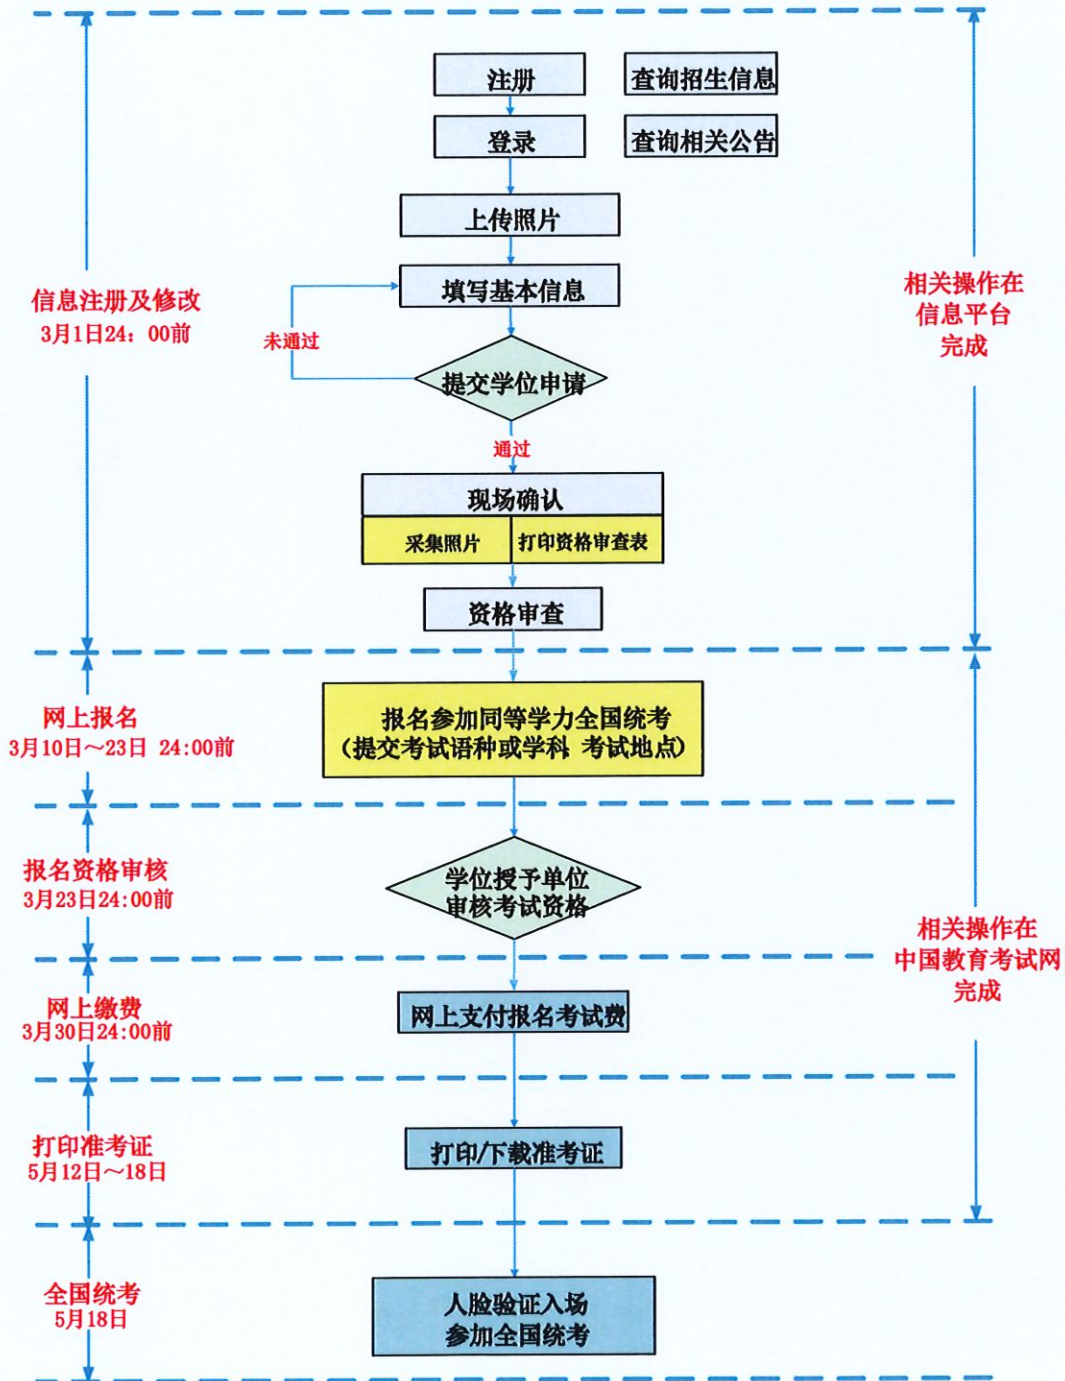 注册
查询招生信息
登录
查询相关公告
上传照片
填写基本信息
信息注册及修改
3月1日24：00前
相关操作在
信息平台
完成
未通过
提交学位申请
通过
现场确认
采集照片
打印资格审查表
资格审查
网上报名
3月10日～23日 24:00前
报名参加同等学力全国统考
（提交考试语种或学科 考试地点）
报名资格审核
3月23日24:00前
学位授予单位
审核考试资格
相关操作在
中国教育考试网
完成
网上缴费
3月30日24:00前
网上支付报名考试费
打印准考证
5月12日～18日
打印/下载准考证
全国统考
5月18日
人脸验证入场
参加全国统考